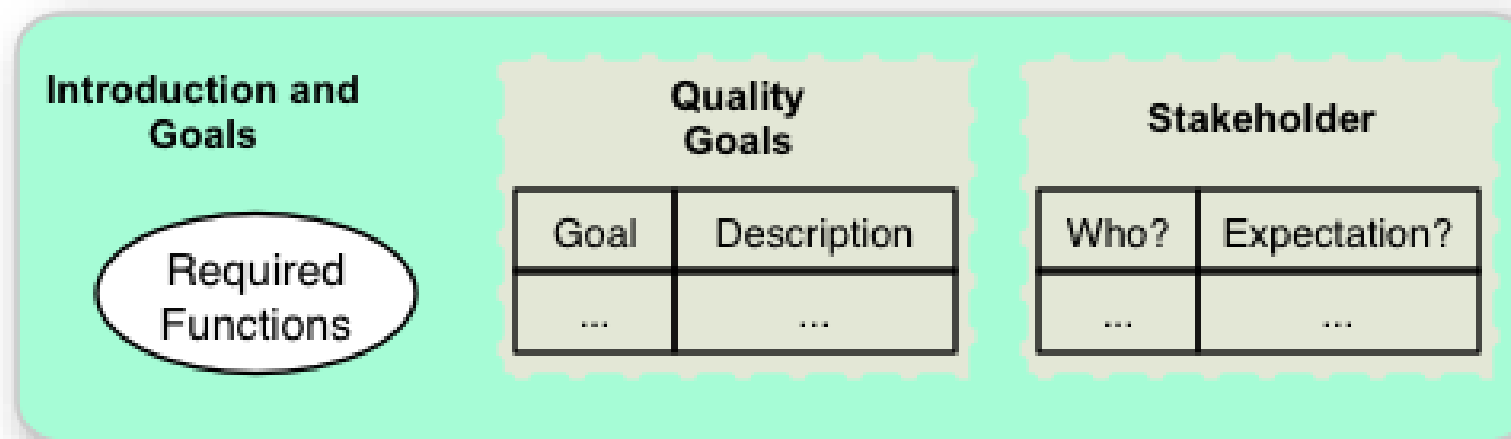 Introduction and
Goals
Required
Functions
Quality
Goals
Goal Description
... ...
Stakeholder
Who? Expectation?
... ...